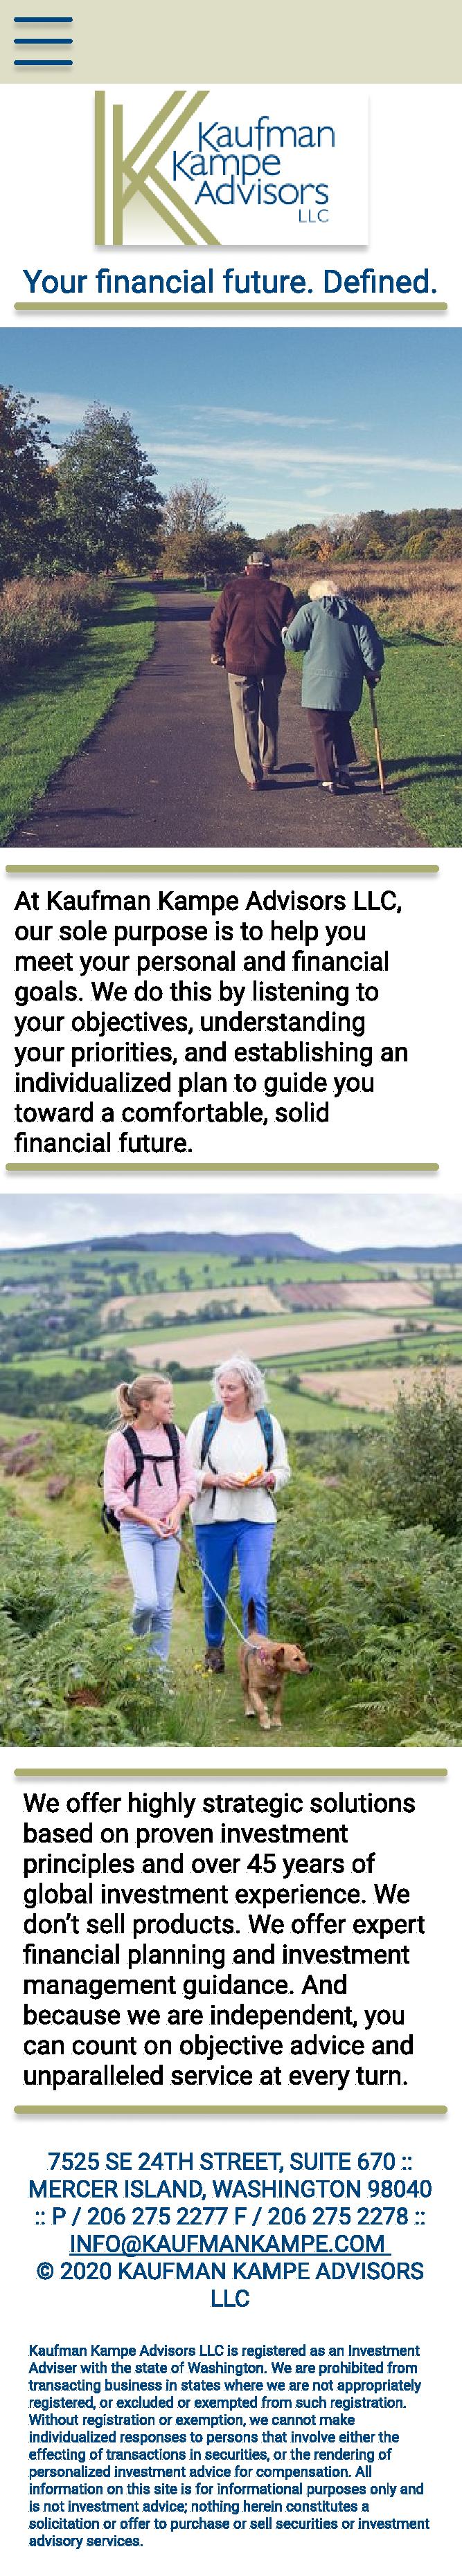 Kaufman
Kampe
Advisors
LLC
Your financial future. Defined.
At Kaufman Kampe Advisors LLC,
our sole purpose is to help you
meet your personal and financial
goals. We do this by listening to
your objectives, understanding
your priorities, and establishing an
individualized plan to guide you
toward a comfortable, solid
financial future.
We offer highly strategic solutions
based on proven investment
principles and over 45 years of
global investment experience. We
don’t sell products. We offer expert
financial planning and investment
management guidance. And
because we are independent, you
can count on objective advice and
unparalleled service at every turn.
7525 SE 24TH STREET, SUITE 670 ::
MERCER ISLAND, WASHINGTON 98040
:: P / 206 275 2277 F / 206 275 2278 ::
INFO@KAUFMANKAMPE.COM
© 2020 KAUFMAN KAMPE ADVISORS
LLC
Kaufman Kampe Advisors LLC is registered as an Investment
Adviser with the state of Washington. We are prohibited from
transacting business in states where we are not appropriately
registered, or excluded or exempted from such registration.
Without registration or exemption, we cannot make
individualized responses to persons that involve either the
effecting of transactions in securities, or the rendering of
personalized investment advice for compensation. All
information on this site is for informational purposes only and
is not investment advice; nothing herein constitutes a
solicitation or offer to purchase or sell securities or investment
advisory services.